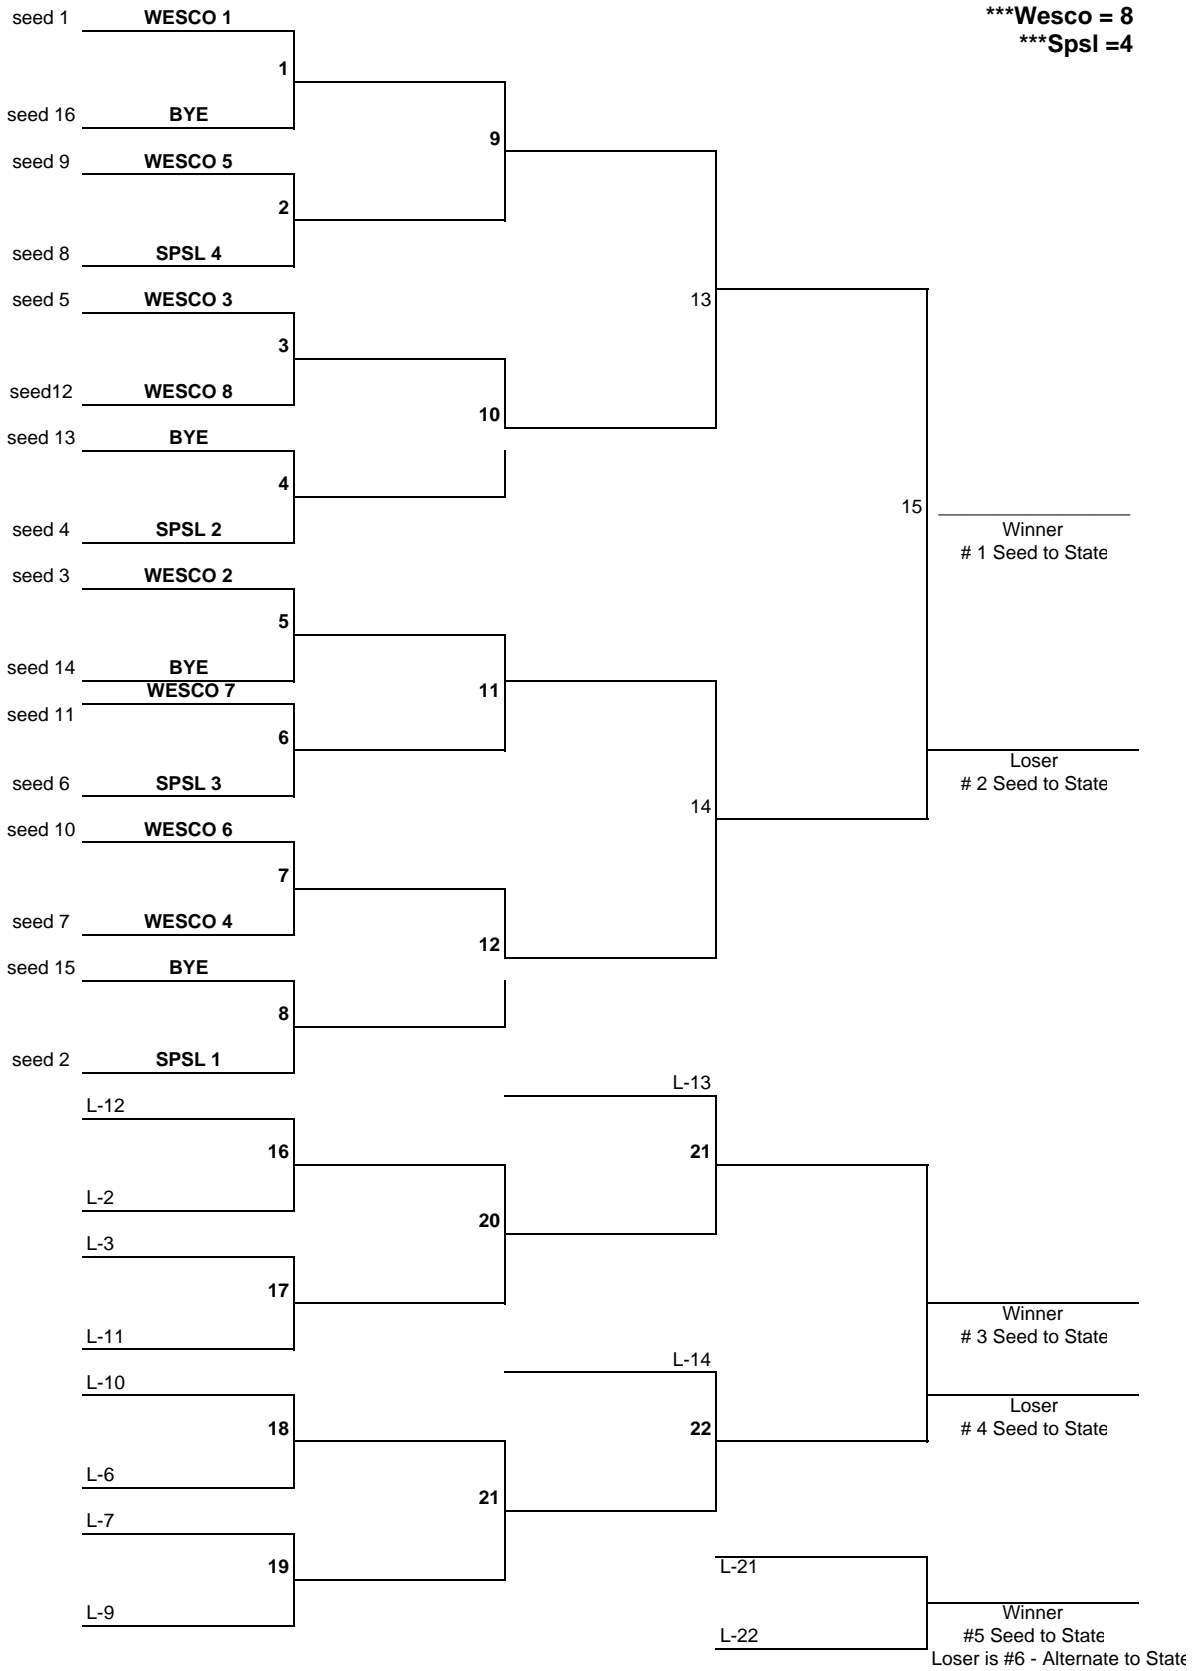 ***Wesco = 8
***Spsl =4
seed 1 WESCO 1
1
seed 16 BYE
9
seed 9 WESCO 5
2
seed 8 SPSL 4
seed 5 WESCO 3
13
3
seed12 WESCO 8
10
seed 13 BYE
4
15 ____________________
seed 4 SPSL 2
Winner
# 1 Seed to State
seed 3 WESCO 2
5
seed 14 BYE
WESCO 7
11
seed 11
6
Loser
seed 6 SPSL 3
# 2 Seed to State
14
seed 10 WESCO 6
7
seed 7 WESCO 4
12
seed 15 BYE
8
seed 2 SPSL 1
L-13
L-12
16
21
L-2
20
L-3
17
Winner
L-11
# 3 Seed to State
L-14
L-10
Loser
18
22
# 4 Seed to State
L-6
21
L-7
19
L-21
L-9
Winner
L-22
#5 Seed to State
Loser is #6 - Alternate to State